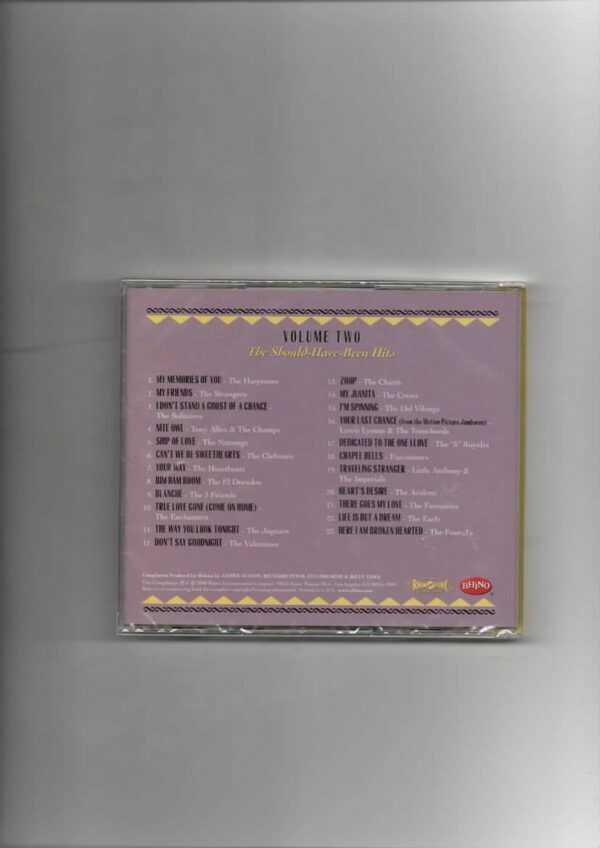 VOLUME TWO
The Should-Have-Been Hits
1. MY MEMORIES OF YOU - The Harptones
2. MY FRIENDS - The Strangers
3. I DON'T STAND A GHOST OF A CHANCE -
The Solitaires
4. NITE OWL - Tony Allen & The Champs
5. SHIP OF LOVE - The Nutmegs
6. CAN'T WE BE SWEETHEARTS - The Cleftones
7. YOUR WAY - The Heartbeats
8. BIM BAM BOOM - The El Dorados
9. BLANCHE - The 3 Friends
10. TRUE LOVE GONE (COME ON HOME) -
The Enchanters
11. THE WAY YOU LOOK TONIGHT - The Jaguars
12. DON'T SAY GOODNIGHT - The Valentines
13. ZOOP - The Charts
14. MY JUANITA - The Crests
15. I'M SPINNING - The Del Vikings
16. YOUR LAST CHANCE (from the Motion Picture Jamboree) -
Lewis Lymon & The Teenchords
17. DEDICATED TO THE ONE I LOVE - The "5" Royales
18. CHAPEL BELLS -
19. TRAVELING STRANGER - Little Anthony &
The Imperials
20. HEART'S DESIRE - The Avalons
21. THERE GOES MY LOVE - The Fantastics
22. LIFE IS BUT A DREAM - The Earls
23. HERE I AM BROKEN HEARTED - The Four J's
Compilation Produced for Release by
RHINO